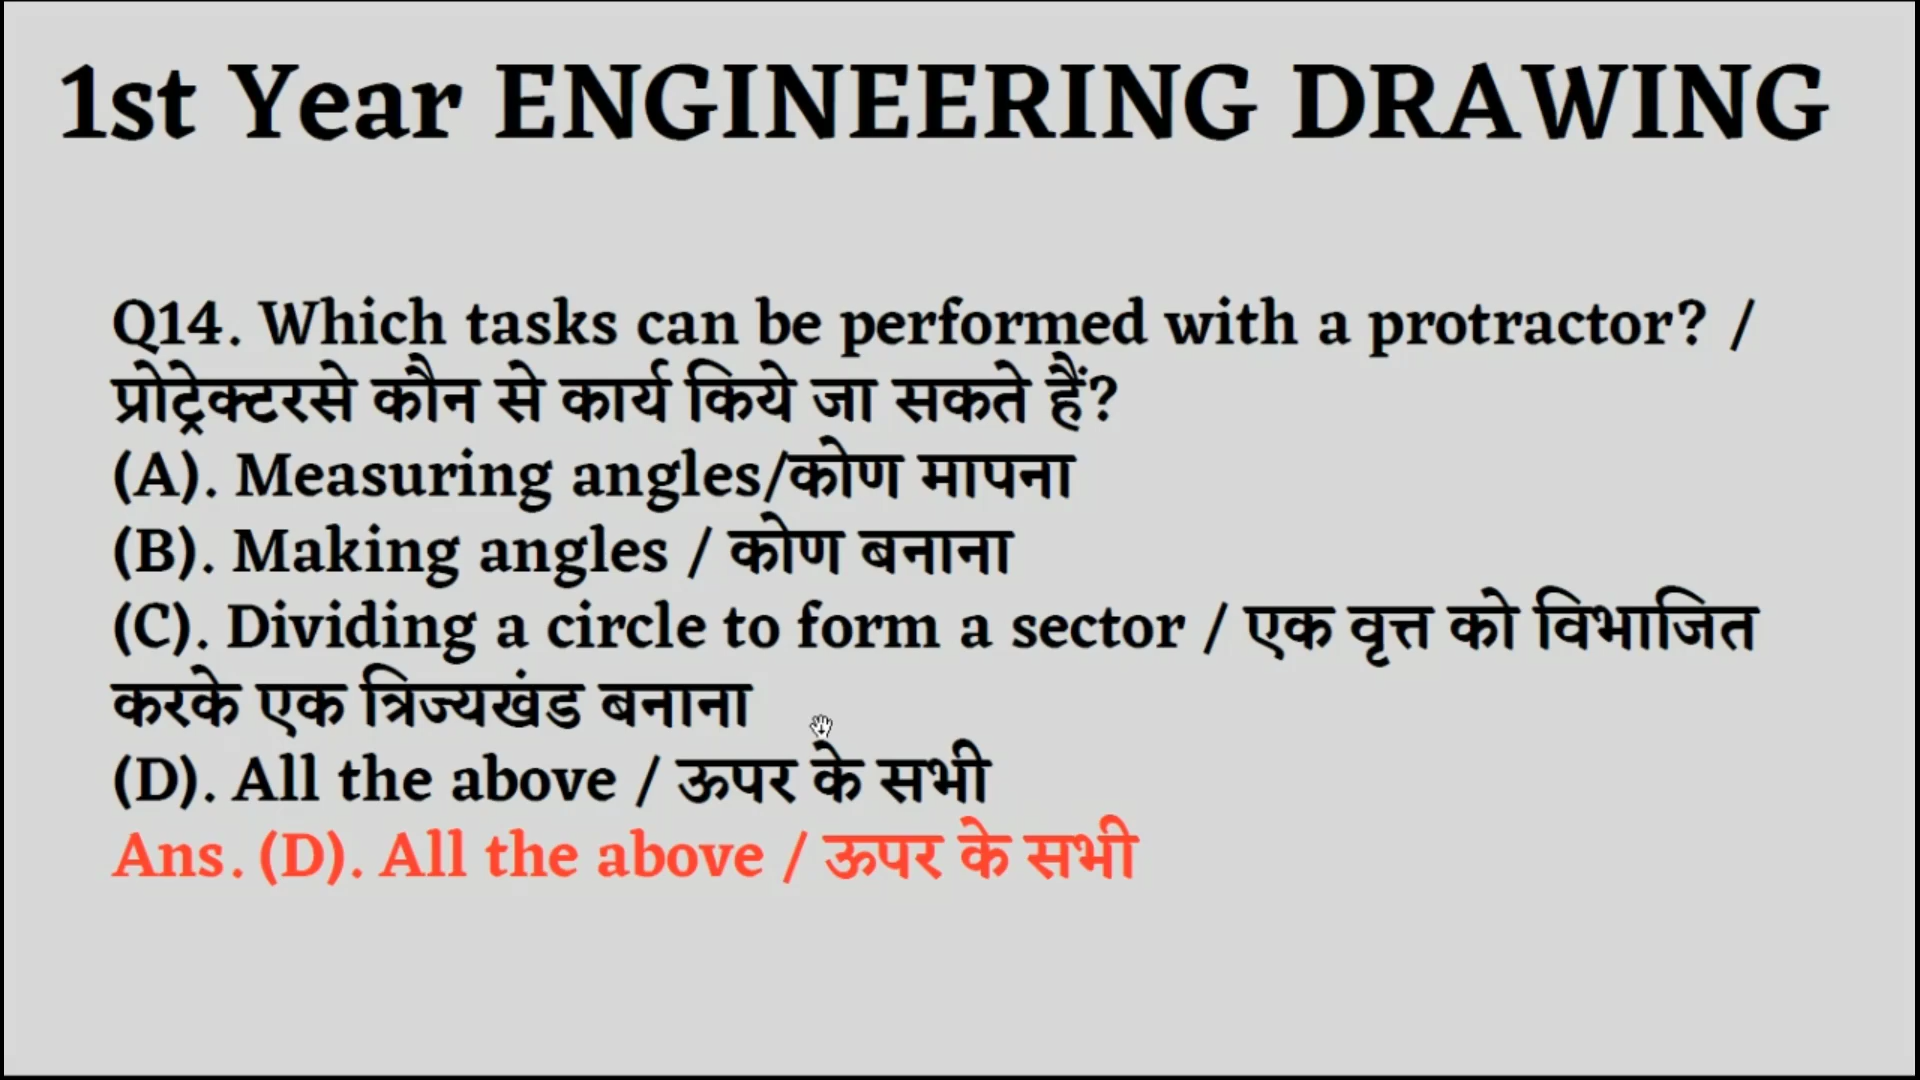 1st Year ENGINEERING DRAWING
Q14. Which tasks can be performed with a protractor? /
प्रोट्रेक्टरसे कौन से कार्य किये जा सकते हैं?
(A). Measuring angles/कोण मापना
(B). Making angles / कोण बनाना
(C). Dividing a circle to form a sector / एक वृत्त को विभाजित
करके एक त्रिज्यखंड बनाना
(D). All the above / ऊपर के सभी
Ans. (D). All the above / ऊपर के सभी